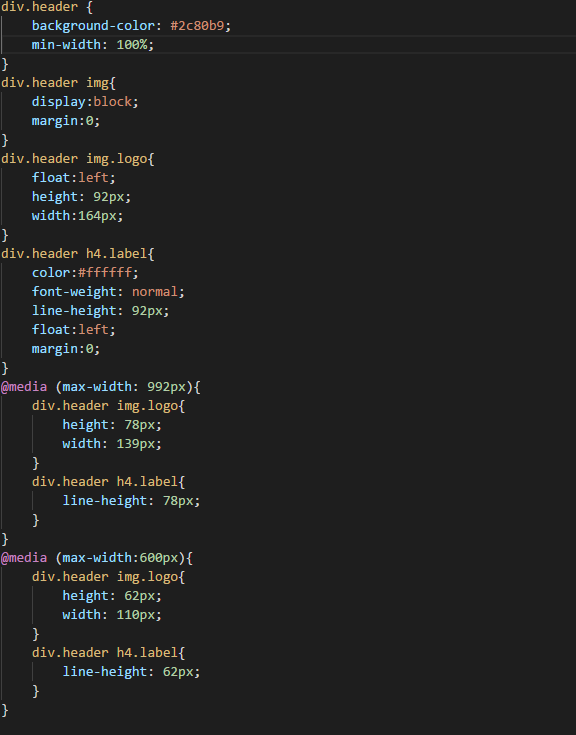 div.header {
    background-color: #2c80b9;
    min-width: 100%;
}
div.header img{
    display:block;
    margin:0;
}
div.header img.logo{
    float:left;
    height: 92px;
    width:164px;
}
div.header h4.label{
    color:#ffffff;
    font-weight: normal;
    line-height: 92px;
    float:left;
    margin:0;
}
@media (max-width: 992px){
    div.header img.logo{
        height: 78px;
        width: 139px;
    }
    div.header h4.label{
        line-height: 78px;
    }
}
@media (max-width:600px){
    div.header img.logo{
        height: 62px;
        width: 110px;
    }
    div.header h4.label{
        line-height: 62px;
    }
}